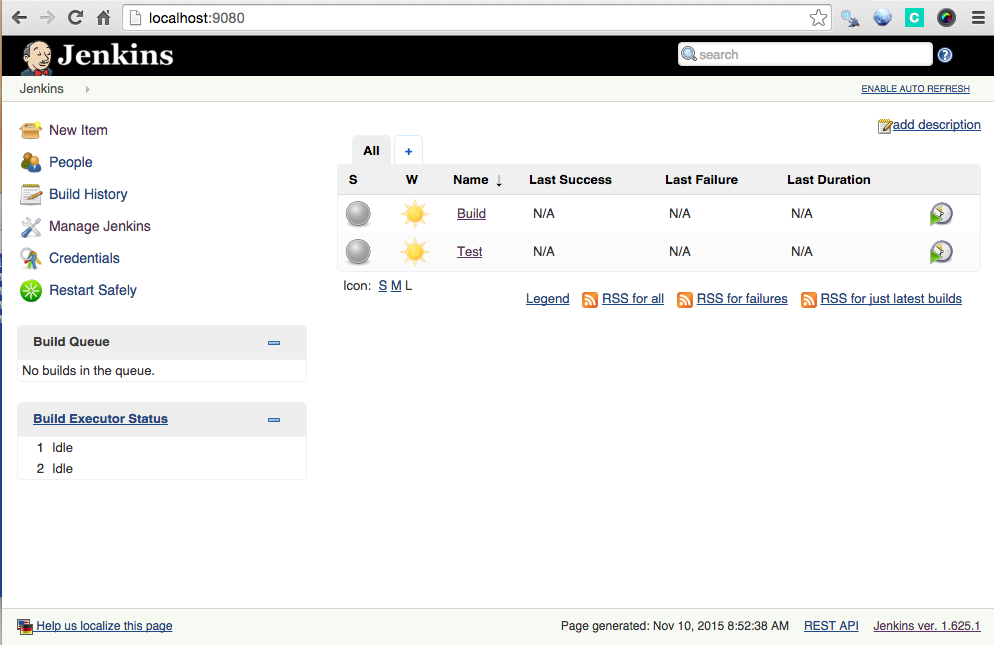 localhost:9080
Jenkins
search
Jenkins
ENABLE AUTO REFRESH
New Item
People
Build History
Manage Jenkins
Credentials
Restart Safely
Build Queue
No builds in the queue.
Build Executor Status
1 Idle
2 Idle
add description
All +
S W Name ↓ Last Success Last Failure Last Duration
Build N/A N/A N/A
Test N/A N/A N/A
Icon: S M L
Legend RSS for all RSS for failures RSS for just latest builds
Help us localize this page Page generated: Nov 10, 2015 8:52:38 AM REST API Jenkins ver. 1.625.1